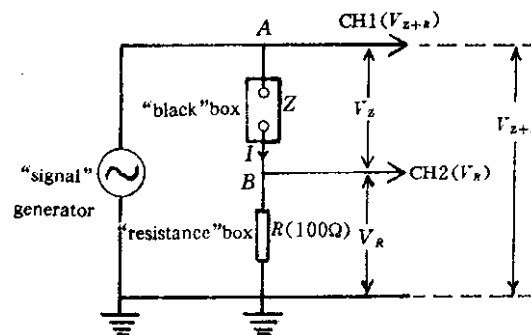 A
CH1(V_{Z+R})
"black"box
Z
V_Z
V_{Z+
I
B
CH2(V_R)
"signal"
generator
"resistance"box
R(100Ω)
V_R